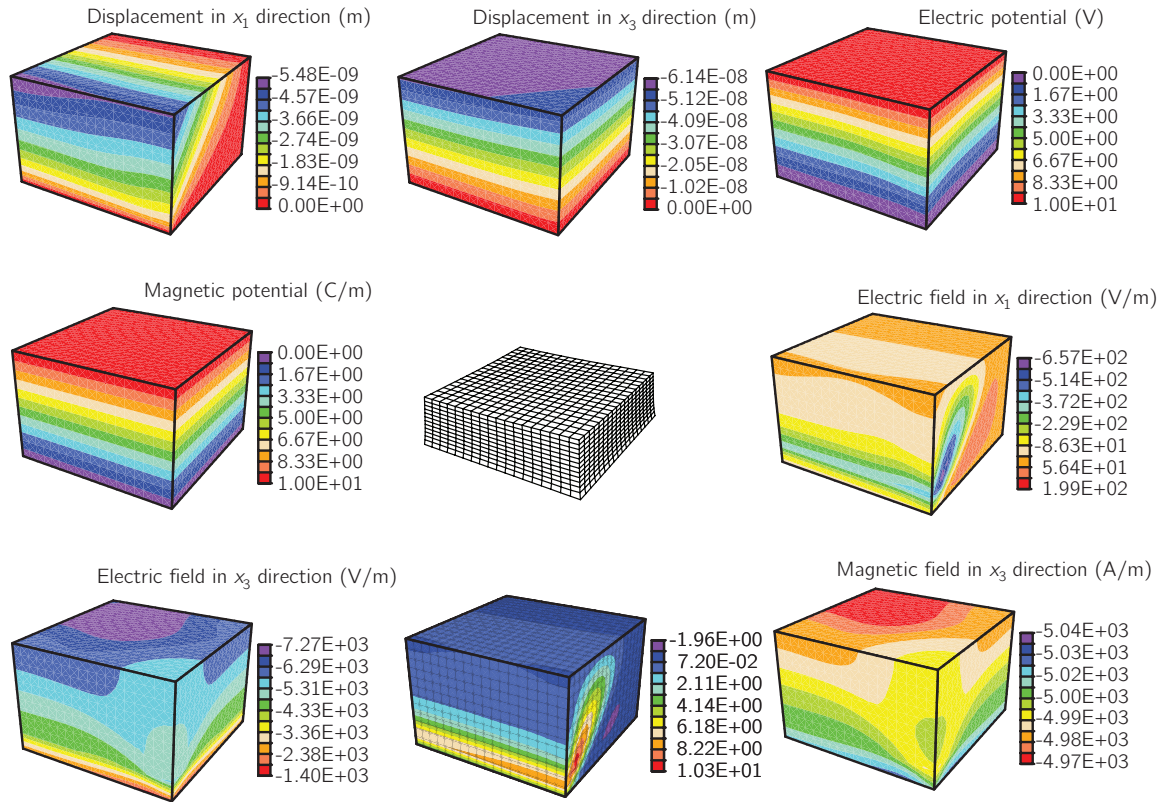 Displacement in x1 direction (m)
-5.48E-09
-4.57E-09
-3.66E-09
-2.74E-09
-1.83E-09
-9.14E-10
0.00E+00
Displacement in x3 direction (m)
-6.14E-08
-5.12E-08
-4.09E-08
-3.07E-08
-2.05E-08
-1.02E-08
0.00E+00
Electric potential (V)
0.00E+00
1.67E+00
3.33E+00
5.00E+00
6.67E+00
8.33E+00
1.00E+01
Magnetic potential (C/m)
0.00E+00
1.67E+00
3.33E+00
5.00E+00
6.67E+00
8.33E+00
1.00E+01
Electric field in x1 direction (V/m)
-6.57E+02
-5.14E+02
-3.72E+02
-2.29E+02
-8.63E+01
5.64E+01
1.99E+02
Electric field in x3 direction (V/m)
-7.27E+03
-6.29E+03
-5.31E+03
-4.33E+03
-3.36E+03
-2.38E+03
-1.40E+03
-1.96E+00
7.20E-02
2.11E+00
4.14E+00
6.18E+00
8.22E+00
1.03E+01
Magnetic field in x3 direction (A/m)
-5.04E+03
-5.03E+03
-5.02E+03
-5.00E+03
-4.99E+03
-4.98E+03
-4.97E+03